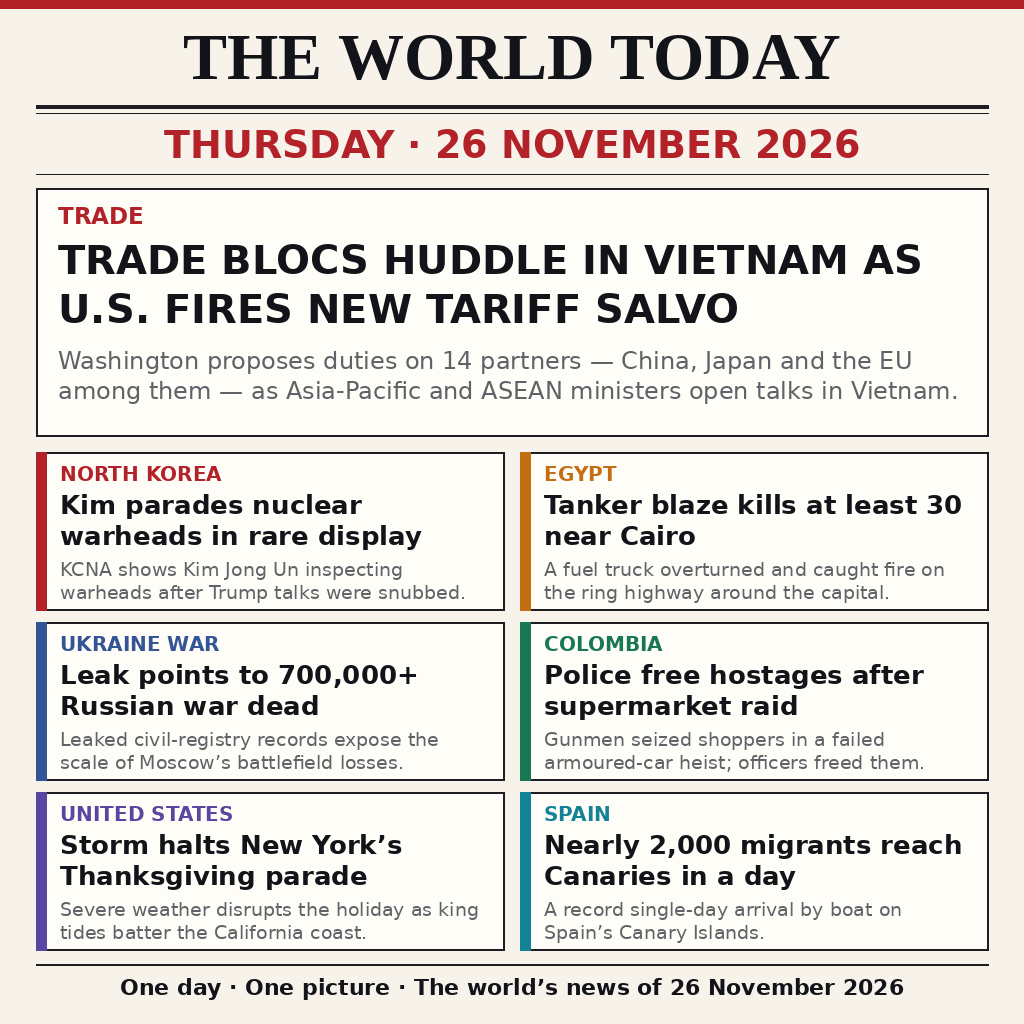 THE WORLD TODAY
THURSDAY · 26 NOVEMBER 2026
TRADE
TRADE BLOCS HUDDLE IN VIETNAM AS
U.S. FIRES NEW TARIFF SALVO
Washington proposes duties on 14 partners — China, Japan and the EU
among them — as Asia-Pacific and ASEAN ministers open talks in Vietnam.
NORTH KOREA
Kim parades nuclear
warheads in rare display
KCNA shows Kim Jong Un inspecting
warheads after Trump talks were snubbed.
EGYPT
Tanker blaze kills at least 30
near Cairo
A fuel truck overturned and caught fire on
the ring highway around the capital.
UKRAINE WAR
Leak points to 700,000+
Russian war dead
Leaked civil-registry records expose the
scale of Moscow’s battlefield losses.
COLOMBIA
Police free hostages after
supermarket raid
Gunmen seized shoppers in a failed
armoured-car heist; officers freed them.
UNITED STATES
Storm halts New York’s
Thanksgiving parade
Severe weather disrupts the holiday as king
tides batter the California coast.
SPAIN
Nearly 2,000 migrants reach
Canaries in a day
A record single-day arrival by boat on
Spain’s Canary Islands.
One day · One picture · The world’s news of 26 November 2026